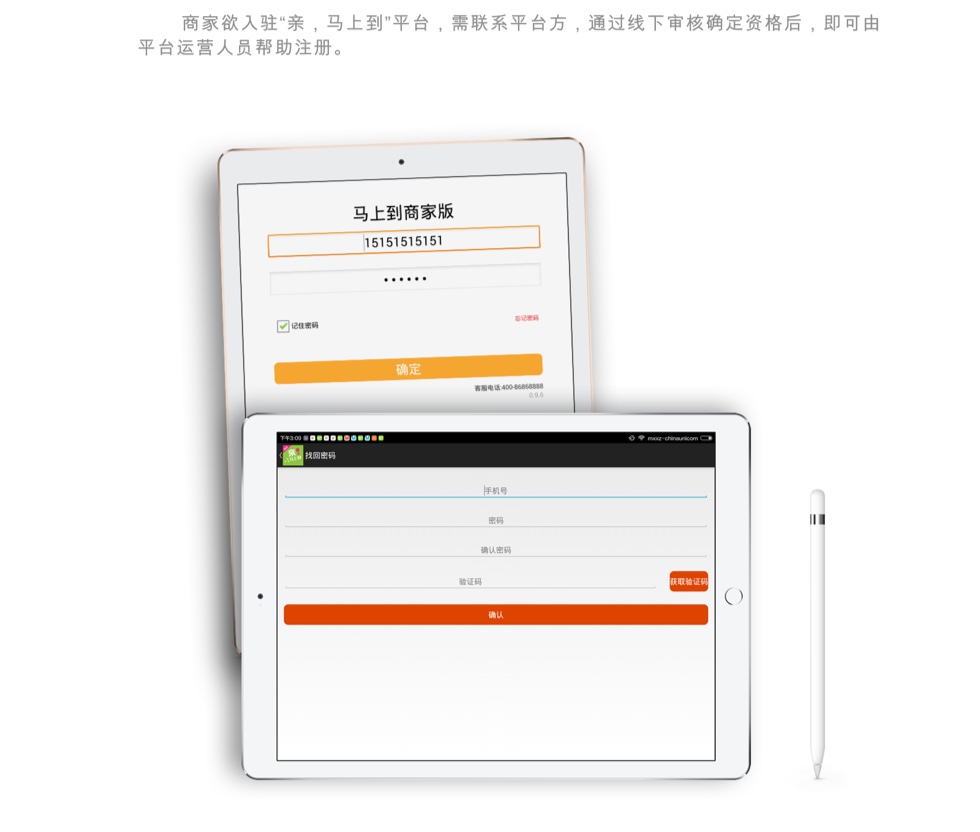 商家欲入驻“亲，马上到”平台，需联系平台方，通过线下审核确定资格后，即可由
平台运营人员帮助注册。
马上到商家版
15151515151
••••••
记住密码
忘记密码
确定
客服电话:400-86868888
0.9.6
下午3:00
mxxz-chinaunicom
找回密码
手机号
密码
确认密码
验证码
获取验证码
确认